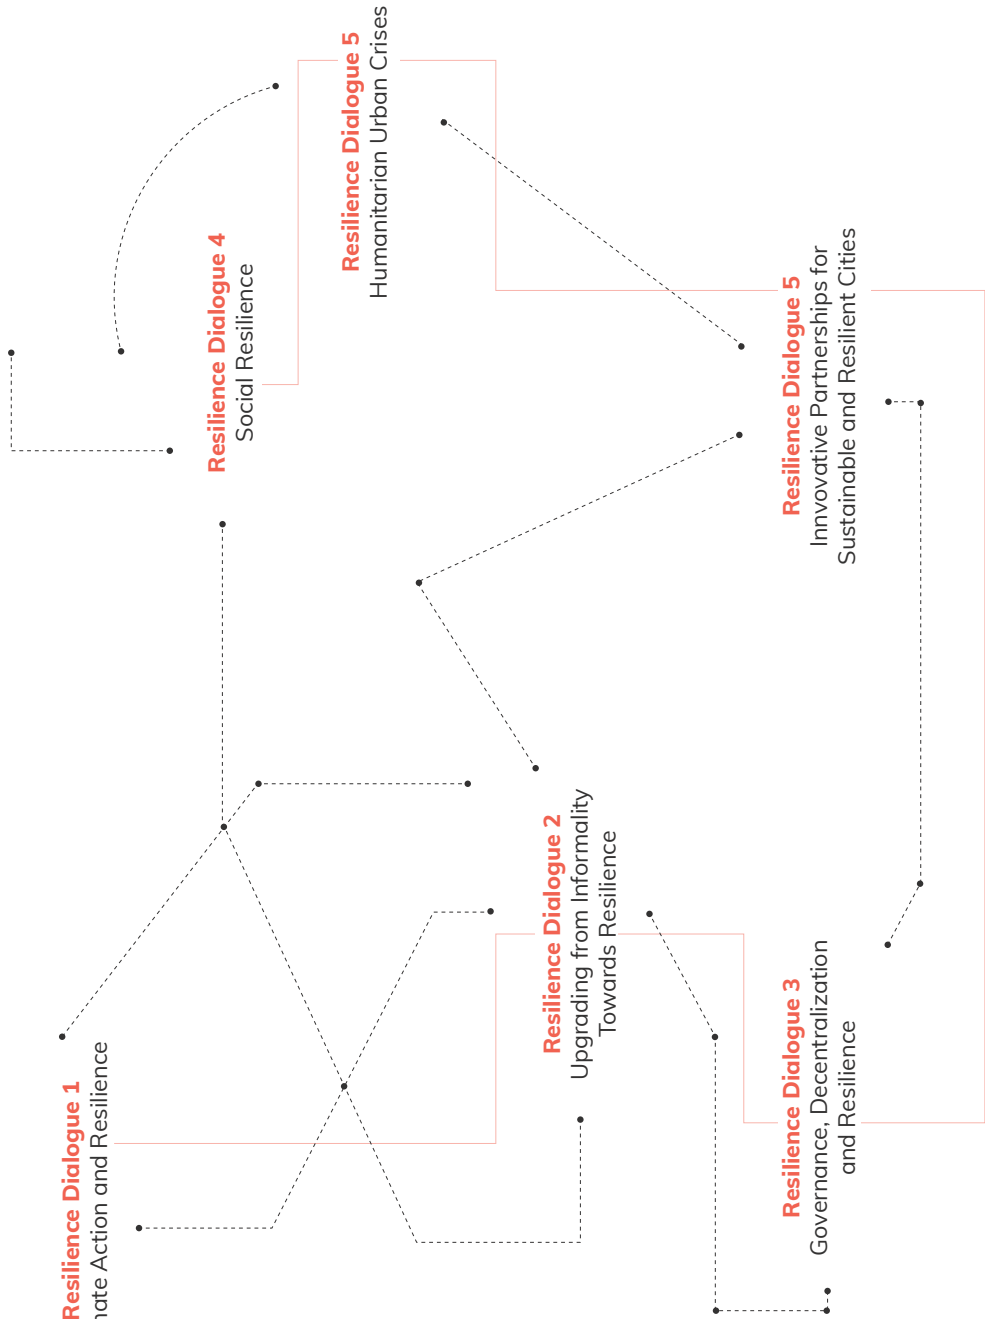 Resilience Dialogue 1
Action and Resilience
Resilience Dialogue 4
Social Resilience
Resilience Dialogue 5
Humanitarian Urban Crises
Resilience Dialogue 2
Upgrading from Informality
Towards Resilience
Resilience Dialogue 3
Governance, Decentralization
and Resilience
Resilience Dialogue 5
Innvovative Partnerships for
Sustainable and Resilient Cities